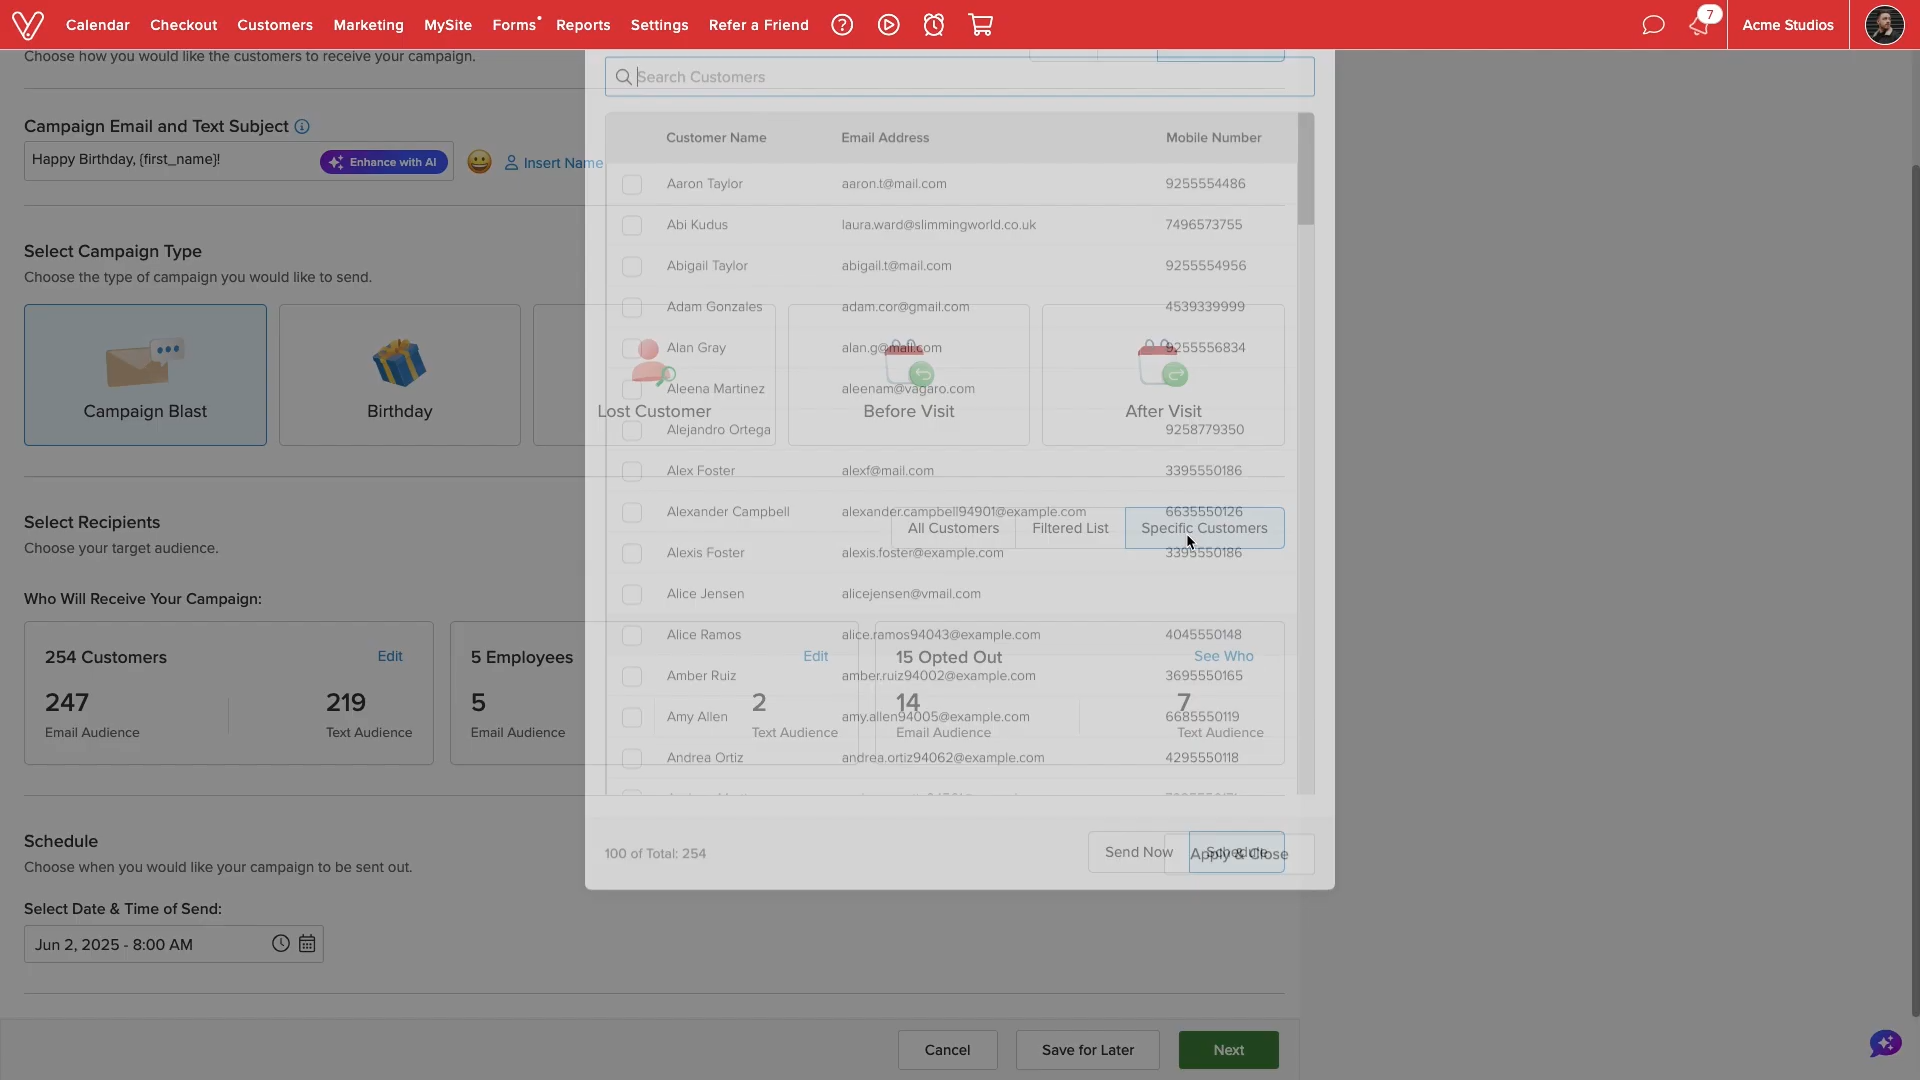 Calendar
Checkout
Customers
Marketing
MySite
Forms
Reports
Settings
Refer a Friend
7
Acme Studios
Choose how you would like the customers to receive your campaign.
Search Customers
Campaign Email and Text Subject
Happy Birthday, {first_name}!
Enhance with AI
Insert Name
Customer Name Email Address Mobile Number
Aaron Taylor aaron.t@mail.com 9255554486
Abi Kudus laura.ward@slimmingworld.co.uk 7496573755
Abigail Taylor abigail.t@mail.com 9255554956
Adam Gonzales adam.cor@gmail.com 4539339999
Alan Gray alan.g@mail.com 9255556834
Aleena Martinez aleenam@vagaro.com
Alejandro Ortega 9258779350
Alex Foster alexf@mail.com 3395550186
Alexander Campbell alexander.campbell94901@example.com 6635550126
Alexis Foster alexis.foster@example.com 3395550186
Alice Jensen alicejensen@vmail.com
Alice Ramos alice.ramos94043@example.com 4045550148
Amber Ruiz amber.ruiz94002@example.com 3695550165
Amy Allen amy.allen94005@example.com 6685550119
Andrea Ortiz andrea.ortiz94062@example.com 4295550118
100 of Total: 254
Apply & Close
Select Campaign Type
Choose the type of campaign you would like to send.
Campaign Blast
Birthday
Lost Customer
Before Visit
After Visit
Select Recipients
Choose your target audience.
All Customers
Filtered List
Specific Customers
Who Will Receive Your Campaign:
254 Customers
Edit
247
Email Audience
219
Text Audience
5 Employees
Edit
5
Email Audience
2
Text Audience
15 Opted Out
See Who
14
Email Audience
7
Text Audience
Schedule
Choose when you would like your campaign to be sent out.
Send Now
Schedule
Select Date & Time of Send:
Jun 2, 2025 - 8:00 AM
Cancel
Save for Later
Next